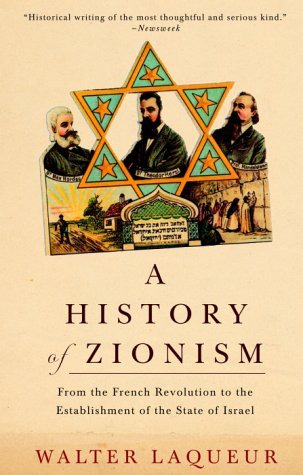 "Historical writing of the most thoughtful and serious kind."
–Newsweek
A
HISTORY
of ZIONISM
From the French Revolution to the
Establishment of the State of Israel
WALTER LAQUEUR